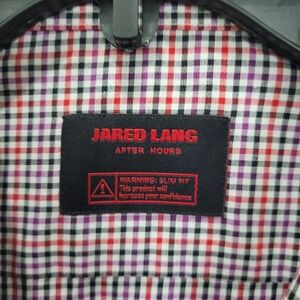 JARED LANG
AFTER HOURS
WARNING: SLIM FIT
This product will
increase your confidence